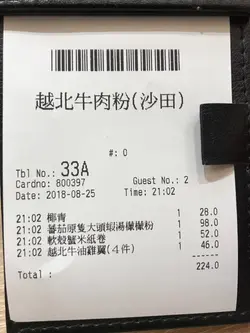 越北牛肉粉(沙田)
#: 0
Tbl No.: 33A
Cardno: 800397 Guest No.: 2
Date: 2018-08-25 Time: 21:02
21:02 椰青 1 28.0
21:02 蕃茄原隻大頭蝦湯檬檬粉 1 98.0
21:02 軟殼蟹米紙卷 1 52.0
21:02 越北牛油雞翼(4件) 1 46.0
Total : 224.0